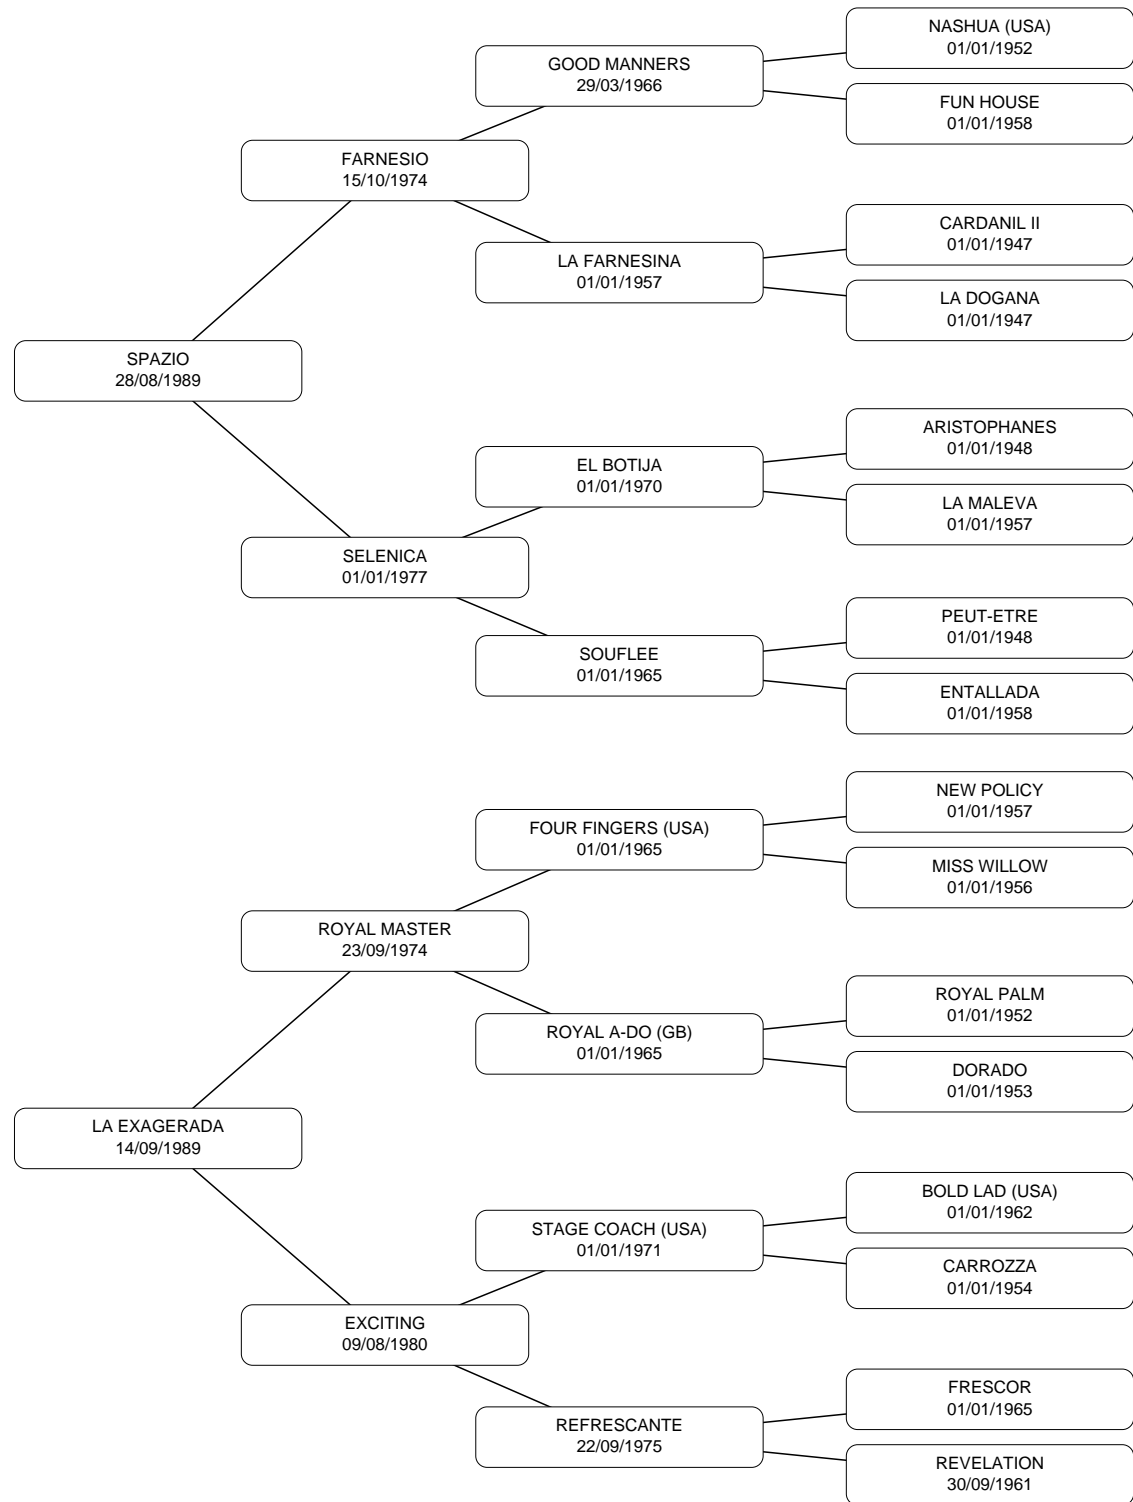 NASHUA (USA)
01/01/1952
GOOD MANNERS
29/03/1966
FUN HOUSE
01/01/1958
FARNESIO
15/10/1974
CARDANIL II
01/01/1947
LA FARNESINA
01/01/1957
LA DOGANA
01/01/1947
SPAZIO
28/08/1989
ARISTOPHANES
01/01/1948
EL BOTIJA
01/01/1970
LA MALEVA
01/01/1957
SELENICA
01/01/1977
PEUT-ETRE
01/01/1948
SOUFLEE
01/01/1965
ENTALLADA
01/01/1958
NEW POLICY
01/01/1957
FOUR FINGERS (USA)
01/01/1965
MISS WILLOW
01/01/1956
ROYAL MASTER
23/09/1974
ROYAL PALM
01/01/1952
ROYAL A-DO (GB)
01/01/1965
DORADO
01/01/1953
LA EXAGERADA
14/09/1989
BOLD LAD (USA)
01/01/1962
STAGE COACH (USA)
01/01/1971
CARROZZA
01/01/1954
EXCITING
09/08/1980
FRESCOR
01/01/1965
REFRESCANTE
22/09/1975
REVELATION
30/09/1961